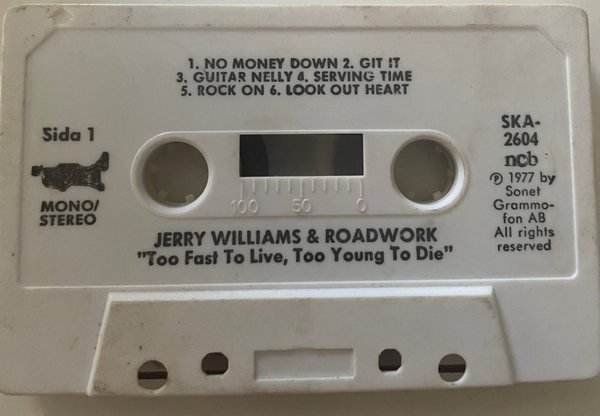 1. NO MONEY DOWN 2. GIT IT
3. GUITAR NELLY 4. SERVING TIME
5. ROCK ON 6. LOOK OUT HEART
Sida 1
MONO/
STEREO
100 50 0
SKA-
2604
ncb
℗ 1977 by
Sonet
Grammo-
fon AB
All rights
reserved
JERRY WILLIAMS & ROADWORK
"Too Fast To Live, Too Young To Die"